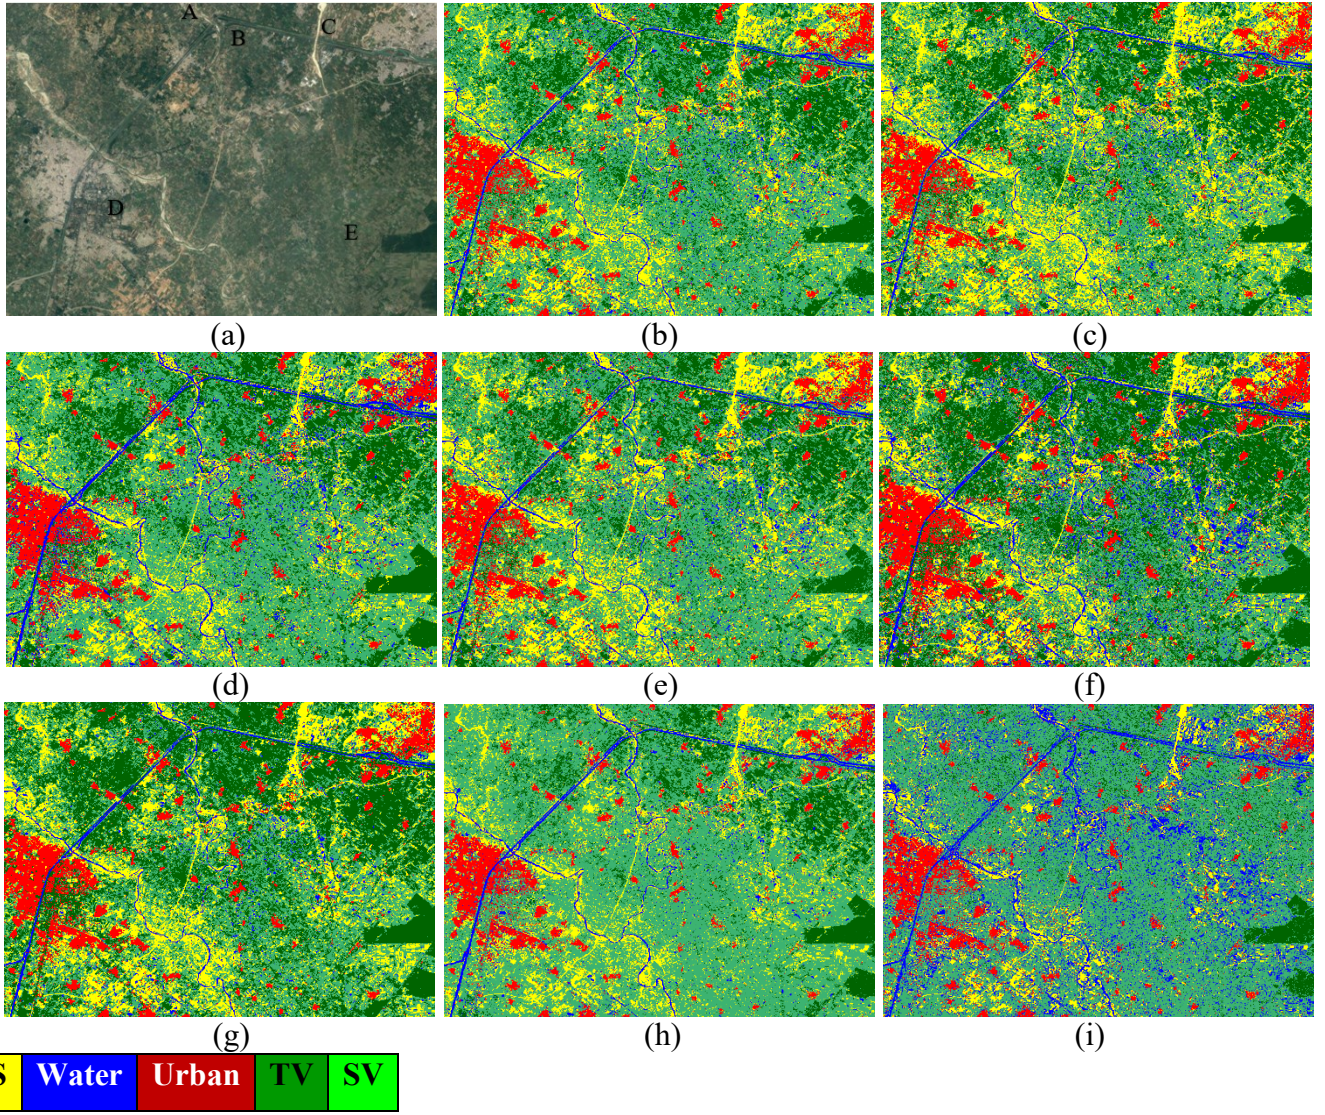 A
B
C
D
E
(a)
(b)
(c)
(d)
(e)
(f)
(g)
(h)
(i)
S Water Urban TV SV